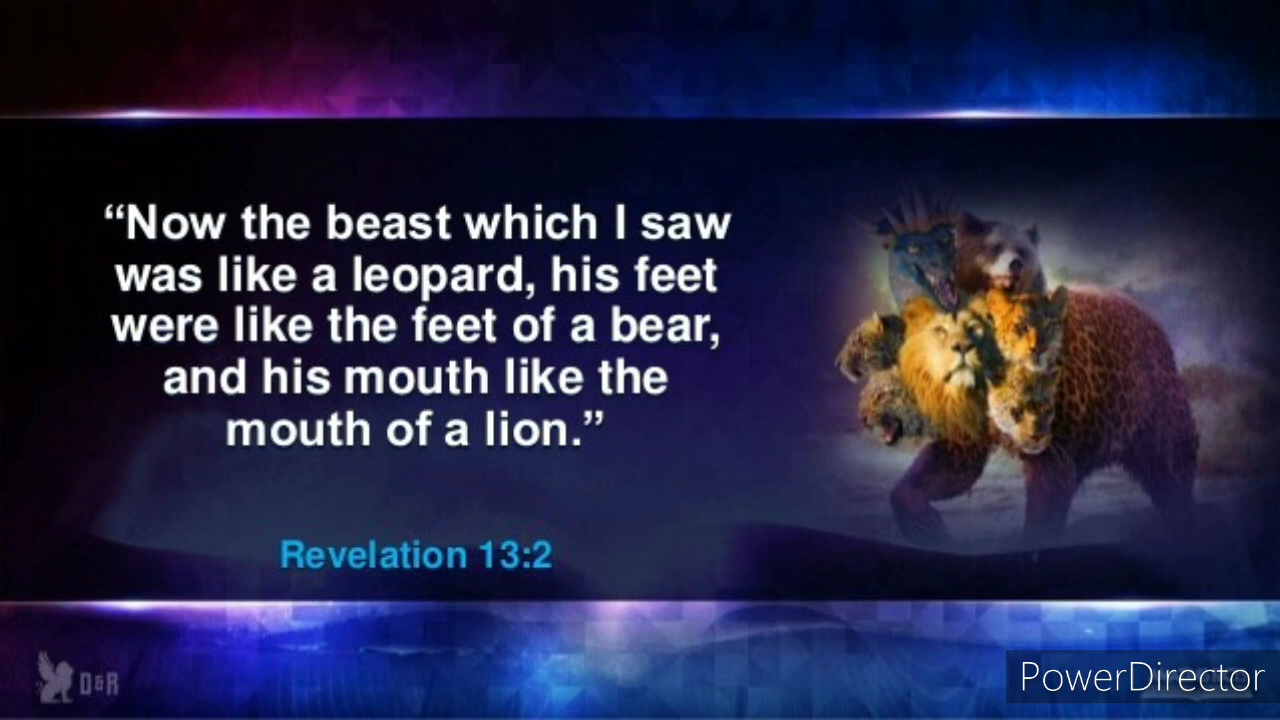 “Now the beast which I saw
was like a leopard, his feet
were like the feet of a bear,
and his mouth like the
mouth of a lion.”
Revelation 13:2
D&R
PowerDirector